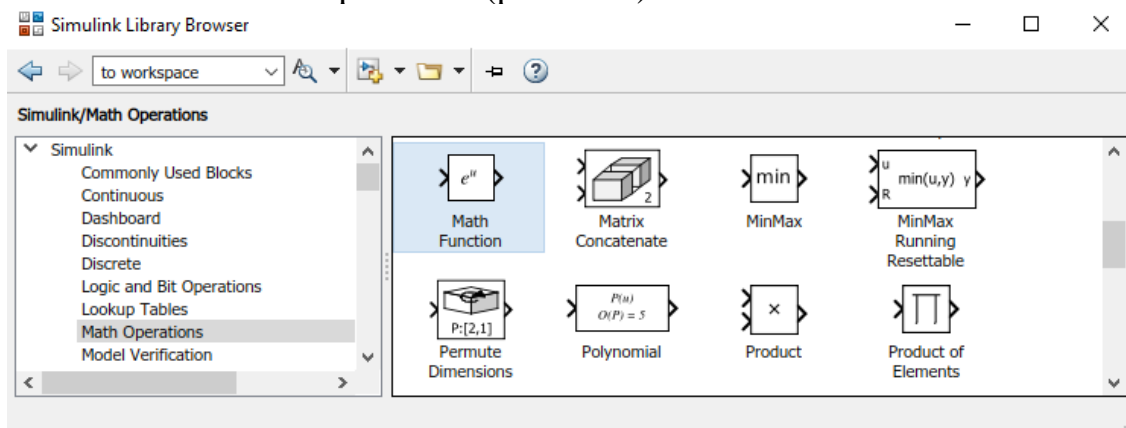 Simulink Library Browser
to workspace
Simulink/Math Operations
Simulink
Commonly Used Blocks
Continuous
Dashboard
Discontinuities
Discrete
Logic and Bit Operations
Lookup Tables
Math Operations
Model Verification
e^u
Math
Function
2
Matrix
Concatenate
min
MinMax
u
R
min(u,y) y
MinMax
Running
Resettable
P:[2,1]
Permute
Dimensions
P(u)
O(P) = 5
Polynomial
×
Product
∏
Product of
Elements